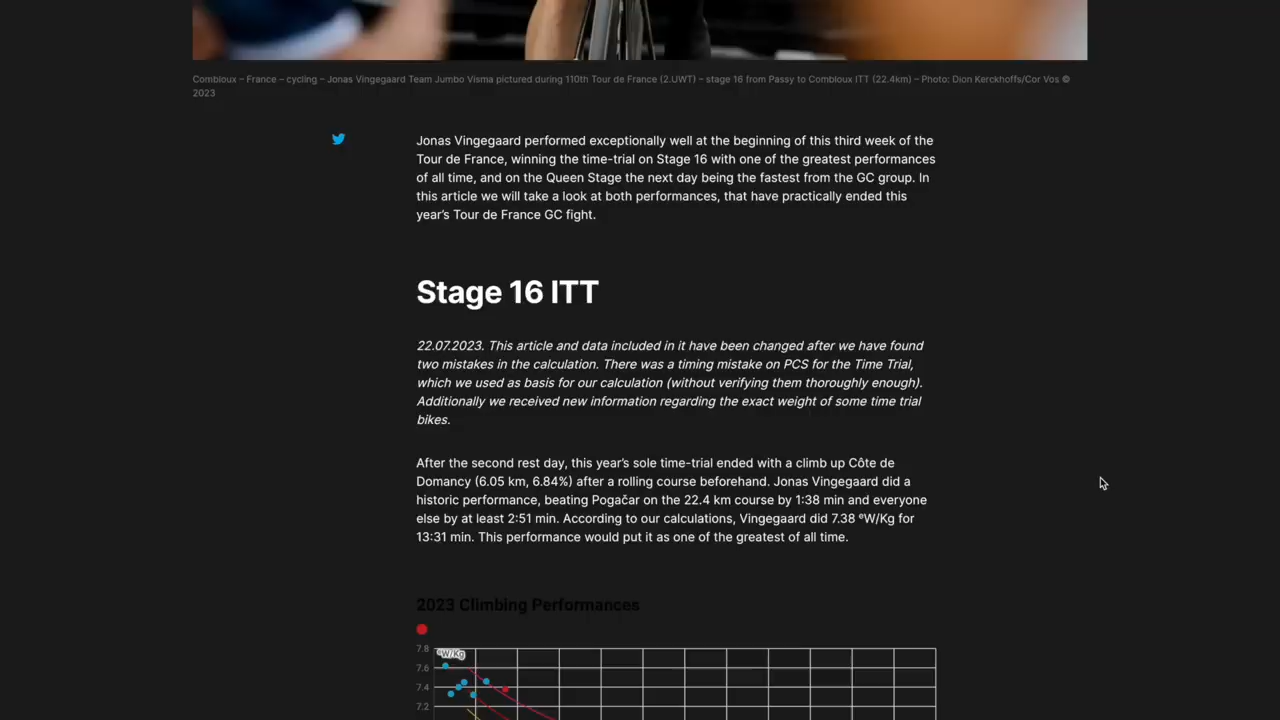 Combloux – France – cycling – Jonas Vingegaard Team Jumbo Visma pictured during 110th Tour de France (2.UWT) – stage 16 from Passy to Combloux ITT (22.4km) – Photo: Dion Kerckhoffs/Cor Vos ©
2023
Jonas Vingegaard performed exceptionally well at the beginning of this third week of the
Tour de France, winning the time-trial on Stage 16 with one of the greatest performances
of all time, and on the Queen Stage the next day being the fastest from the GC group. In
this article we will take a look at both performances, that have practically ended this
year's Tour de France GC fight.
Stage 16 ITT
22.07.2023. This article and data included in it have been changed after we have found
two mistakes in the calculation. There was a timing mistake on PCS for the Time Trial,
which we used as basis for our calculation (without verifying them thoroughly enough).
Additionally we received new information regarding the exact weight of some time trial
bikes.
After the second rest day, this year's sole time-trial ended with a climb up Côte de
Domancy (6.05 km, 6.84%) after a rolling course beforehand. Jonas Vingegaard did a
historic performance, beating Pogačar on the 22.4 km course by 1:38 min and everyone
else by at least 2:51 min. According to our calculations, Vingegaard did 7.38 ᵉW/Kg for
13:31 min. This performance would put it as one of the greatest of all time.
2023 Climbing Performances
7.8
ᵉW/Kg
7.6
7.4
7.2